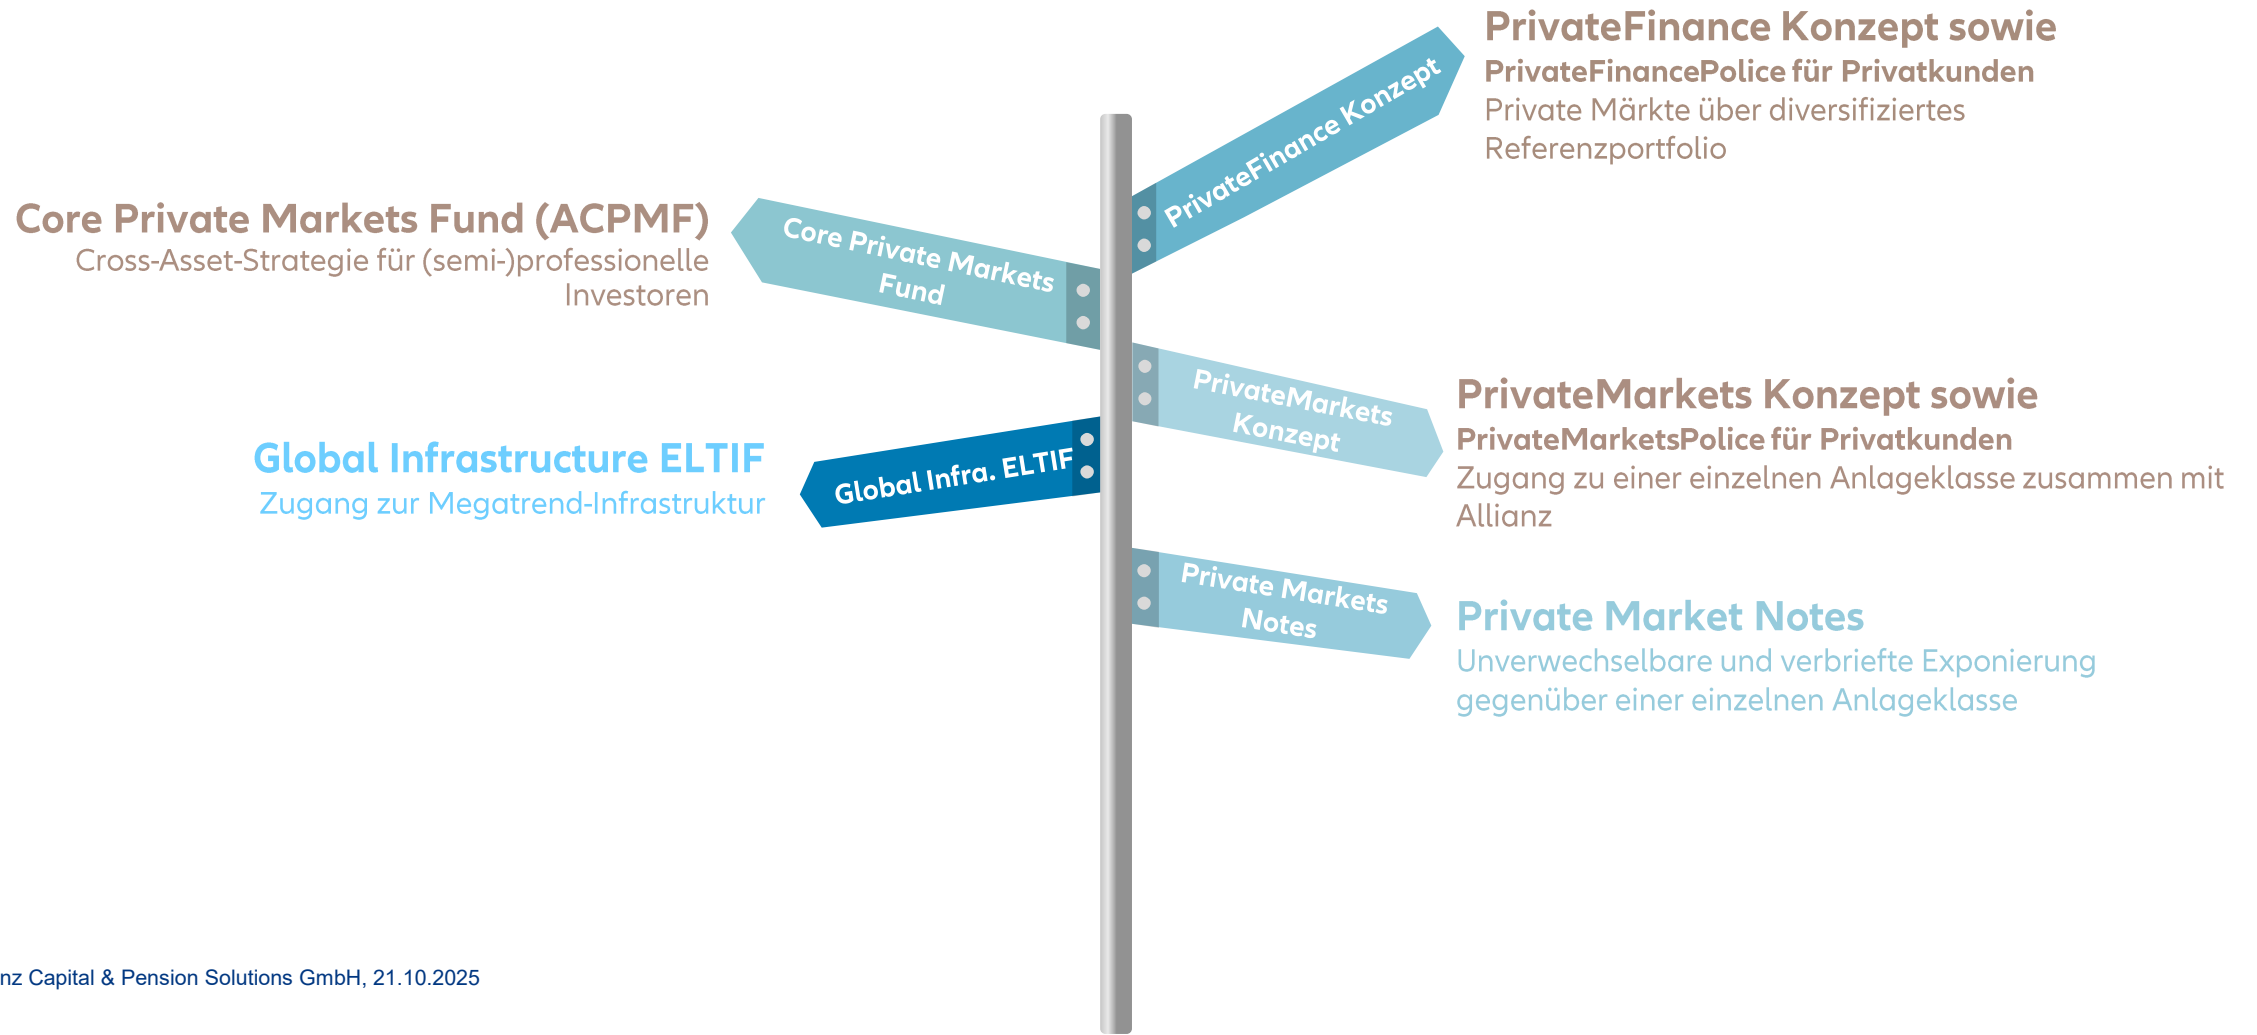 PrivateFinance Konzept sowie
PrivateFinancePolice für Privatkunden
Private Märkte über diversifiziertes
Referenzportfolio
PrivateFinance Konzept
Core Private Markets Fund (ACPMF)
Cross-Asset-Strategie für (semi-)professionelle
Investoren
Core Private Markets
Fund
PrivateMarkets
Konzept
PrivateMarkets Konzept sowie
PrivateMarketsPolice für Privatkunden
Zugang zu einer einzelnen Anlageklasse zusammen mit
Allianz
Global Infrastructure ELTIF
Zugang zur Megatrend-Infrastruktur
Global Infra. ELTIF
Private Markets
Notes
Private Market Notes
Unverwechselbare und verbriefte Exponierung
gegenüber einer einzelnen Anlageklasse
nz Capital & Pension Solutions GmbH, 21.10.2025